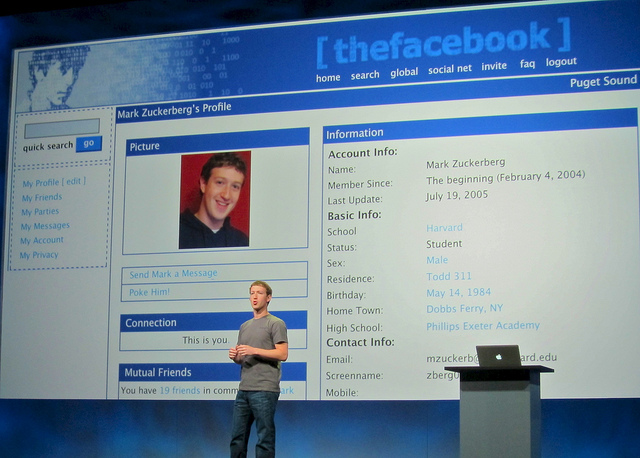 [ thefacebook ]
home search global social net invite faq logout
Puget Sound
Mark Zuckerberg's Profile
quick search go
My Profile [ edit ]
My Friends
My Parties
My Messages
My Account
My Privacy
Picture
Send Mark a Message
Poke Him!
Connection
This is you.
Mutual Friends
You have 19 friends in comm ark
Information
Account Info:
Name: Mark Zuckerberg
Member Since: The beginning (February 4, 2004)
Last Update: July 19, 2005
Basic Info:
School Harvard
Status: Student
Sex: Male
Residence: Todd 311
Birthday: May 14, 1984
Home Town: Dobbs Ferry, NY
High School: Phillips Exeter Academy
Contact Info:
Email: mzuckerb ard.edu
Screenname: zberg
Mobile: